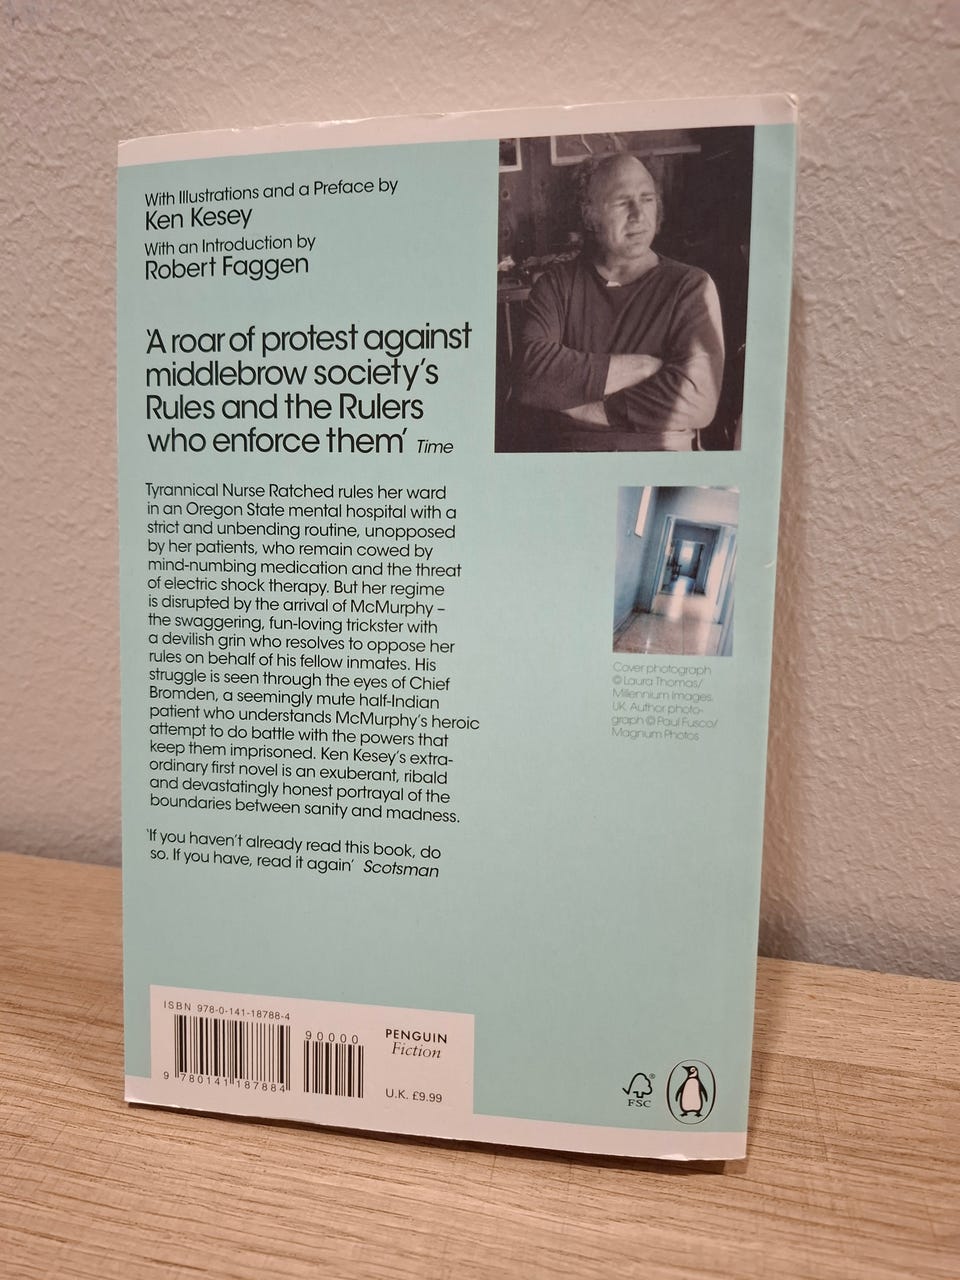 With Illustrations and a Preface by
Ken Kesey
With an Introduction by
Robert Faggen
'A roar of protest against
middlebrow society's
Rules and the Rulers
who enforce them' Time
Tyrannical Nurse Ratched rules her ward
in an Oregon State mental hospital with a
strict and unbending routine, unopposed
by her patients, who remain cowed by
mind-numbing medication and the threat
of electric shock therapy. But her regime
is disrupted by the arrival of McMurphy –
the swaggering, fun-loving trickster with
a devilish grin who resolves to oppose her
rules on behalf of his fellow inmates. His
struggle is seen through the eyes of Chief
Bromden, a seemingly mute half-Indian
patient who understands McMurphy's heroic
attempt to do battle with the powers that
keep them imprisoned. Ken Kesey's extra-
ordinary first novel is an exuberant, ribald
and devastatingly honest portrayal of the
boundaries between sanity and madness.
'If you haven't already read this book, do
so. If you have, read it again' Scotsman
Cover photograph
© Laura Thomas/
Millennium Images,
UK. Author photo-
graph © Paul Fusco/
Magnum Photos
ISBN 978-0-141-18788-4
90000
9 780141 187884
PENGUIN
Fiction
U.K. £9.99
®
FSC